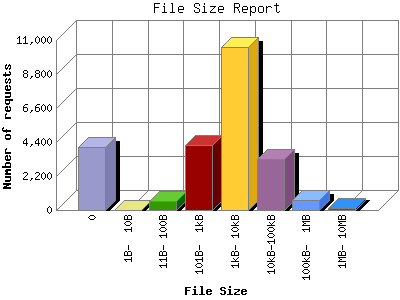 File Size Report
11,000
8,800
6,600
4,400
2,200
0
Number of requests
0
1B- 10B
11B- 100B
101B- 1kB
1kB- 10kB
10kB-100kB
100kB- 1MB
1MB- 10MB
File Size